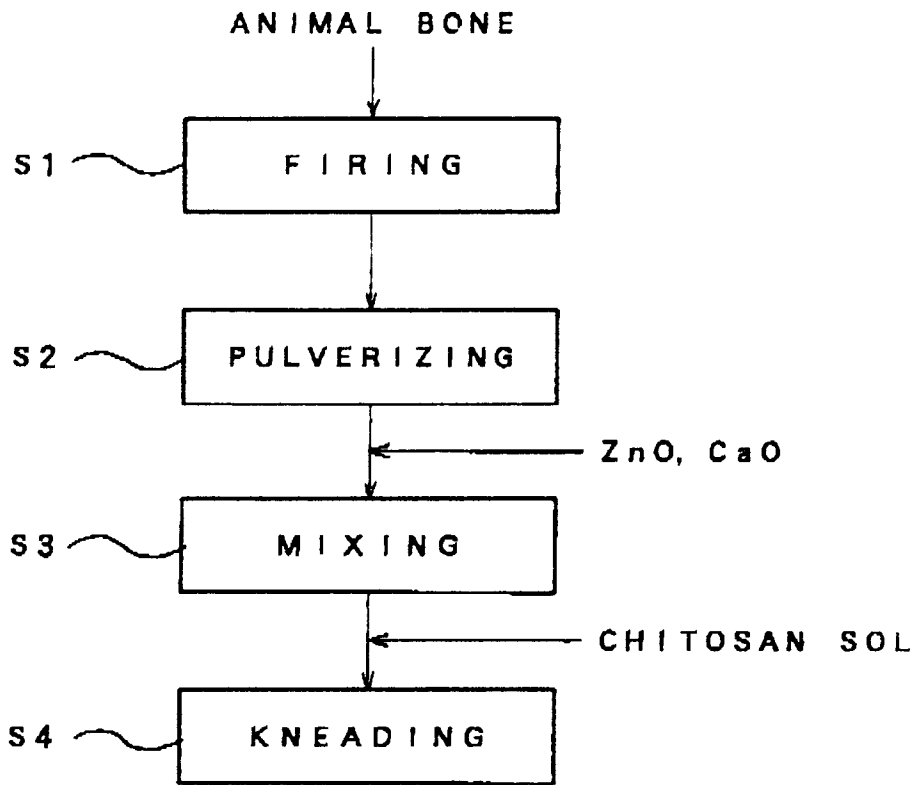 ANIMAL BONE
S1 FIRING
S2 PULVERIZING
ZnO, CaO
S3 MIXING
CHITOSAN SOL
S4 KNEADING